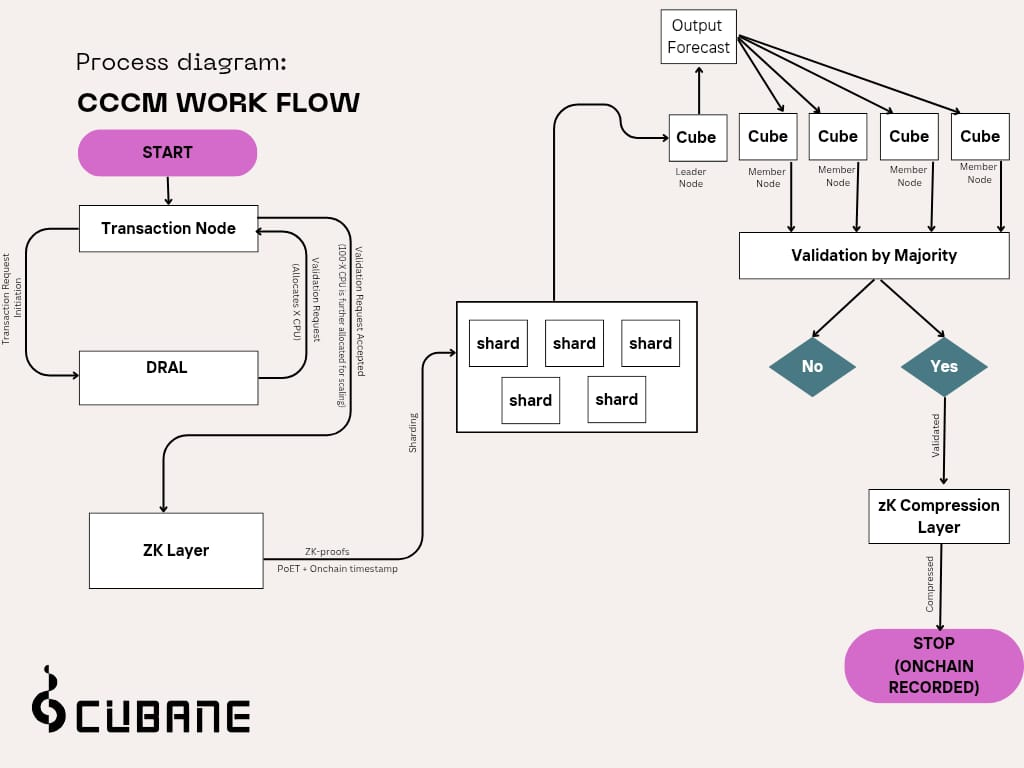 Process diagram:
CCCM WORK FLOW
START
Transaction Node
Transaction Request
Initiation
DRAL
(Allocates X CPU)
Validation Request
(100-X CPU is further allocated for scaling)
Validation Request Accepted
ZK Layer
ZK-proofs
PoET + Onchain timestamp
Sharding
shard
shard
shard
shard
shard
Output
Forecast
Cube
Leader
Node
Cube
Member
Node
Cube
Member
Node
Cube
Member
Node
Cube
Member
Node
Validation by Majority
No
Yes
Validated
zK Compression
Layer
Compressed
STOP
(ONCHAIN
RECORDED)
CUBANE